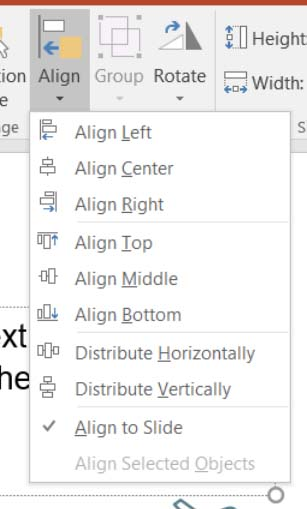 Align Group Rotate
Height:
Width:
Align Left
Align Center
Align Right
Align Top
Align Middle
Align Bottom
Distribute Horizontally
Distribute Vertically
Align to Slide
Align Selected Objects